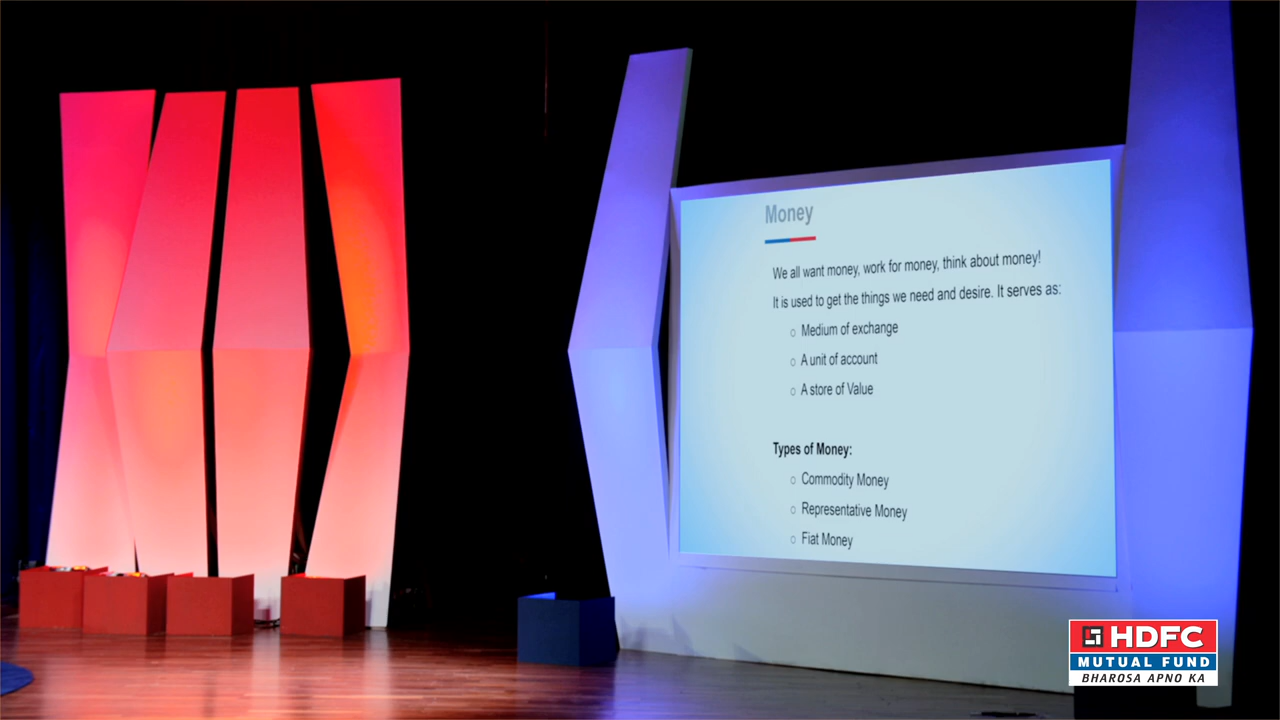 Money
We all want money, work for money, think about money!
It is used to get the things we need and desire. It serves as:
○ Medium of exchange
○ A unit of account
○ A store of Value
Types of Money:
○ Commodity Money
○ Representative Money
○ Fiat Money
HDFC
MUTUAL FUND
BHAROSA APNO KA